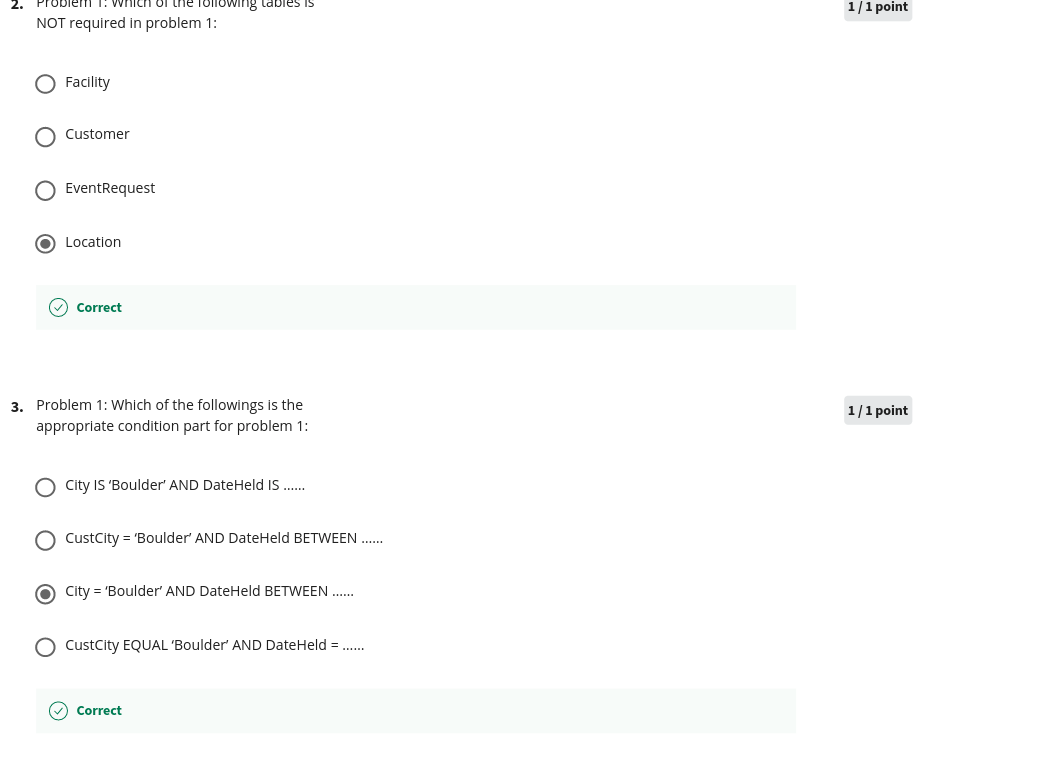 2. Problem 1: Which of the following tables is
1 / 1 point
NOT required in problem 1:
Facility
Customer
EventRequest
Location
Correct
3. Problem 1: Which of the followings is the
1 / 1 point
appropriate condition part for problem 1:
City IS ‘Boulder’ AND DateHeld IS ……
CustCity = ‘Boulder’ AND DateHeld BETWEEN ……
City = ‘Boulder’ AND DateHeld BETWEEN ……
CustCity EQUAL ‘Boulder’ AND DateHeld = ……
Correct